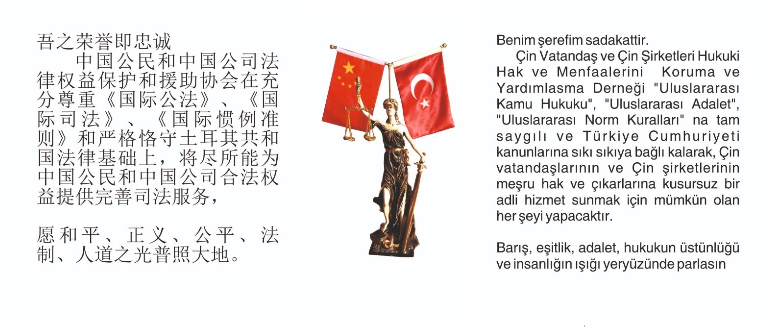 吾之荣誉即忠诚
中国公民和中国公司法
律权益保护和援助协会在充
分尊重《国际公法》、《国
际司法》、《国际惯例准
则》和严格恪守土耳其共和
国法律基础上，将尽所能为
中国公民和中国公司合法权
益提供完善司法服务，
愿和平、正义、公平、法
制、人道之光普照大地。
Benim şerefim sadakattir.
Çin Vatandaş ve Çin Şirketleri Hukuki
Hak ve Menfaalerini Koruma ve
Yardımlasma Derneği "Uluslararası
Kamu Hukuku", "Uluslararası Adalet",
"Uluslararası Norm Kuralları" na tam
saygılı ve Türkiye Cumhuriyeti
kanunlarına sıkı sıkıya bağlı kalarak, Çin
vatandaşlarının ve Çin şirketlerinin
meşru hak ve çıkarlarına kusursuz bir
adli hizmet sunmak için mümkün olan
her şeyi yapacaktır.
Barış, eşitlik, adalet, hukukun üstünlüğü
ve insanlığın ışığı yeryüzünde parlasın